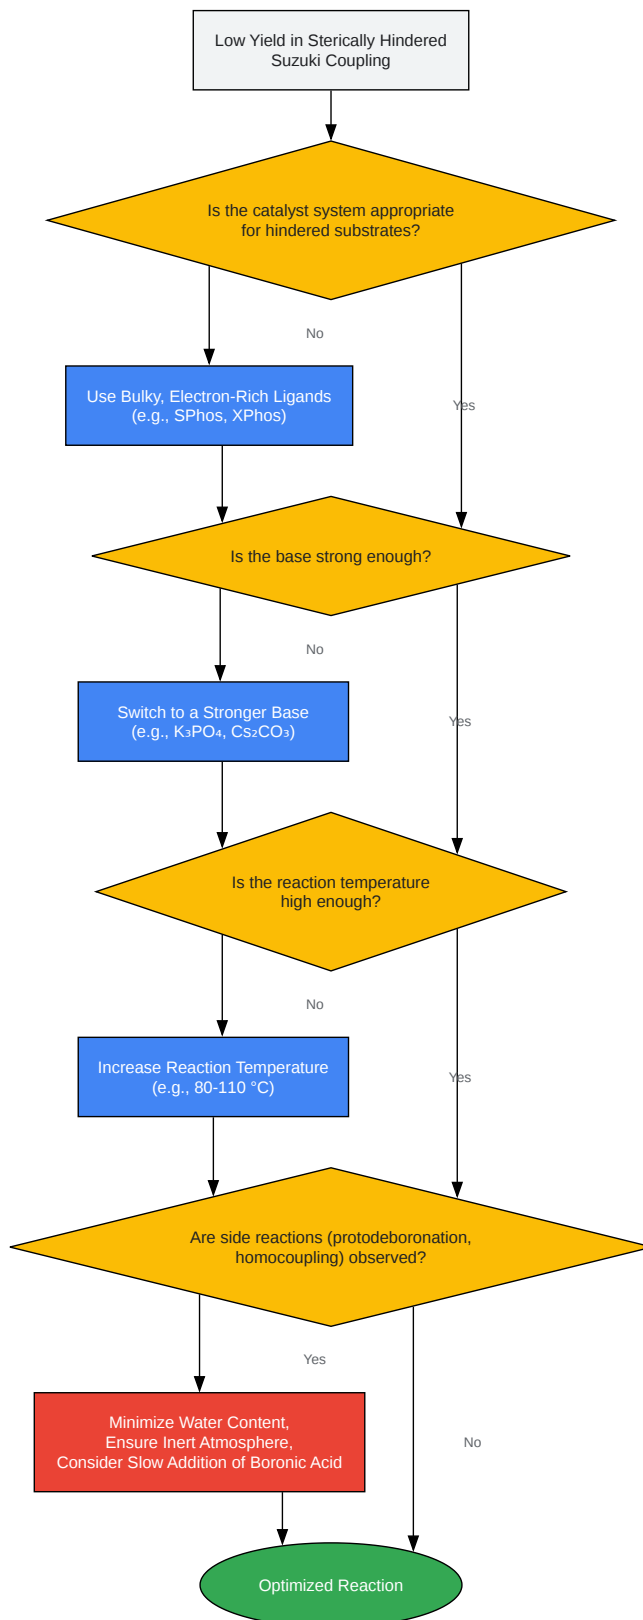 Low Yield in Sterically Hindered
Suzuki Coupling
Is the catalyst system appropriate
for hindered substrates?
No
Use Bulky, Electron-Rich Ligands
(e.g., SPhos, XPhos)
Yes
Is the base strong enough?
No
Switch to a Stronger Base
(e.g., K₃PO₄, Cs₂CO₃)
Yes
Is the reaction temperature
high enough?
No
Increase Reaction Temperature
(e.g., 80-110 °C)
Yes
Are side reactions (protodeboronation,
homocoupling) observed?
Yes
Minimize Water Content,
Ensure Inert Atmosphere,
Consider Slow Addition of Boronic Acid
No
Optimized Reaction